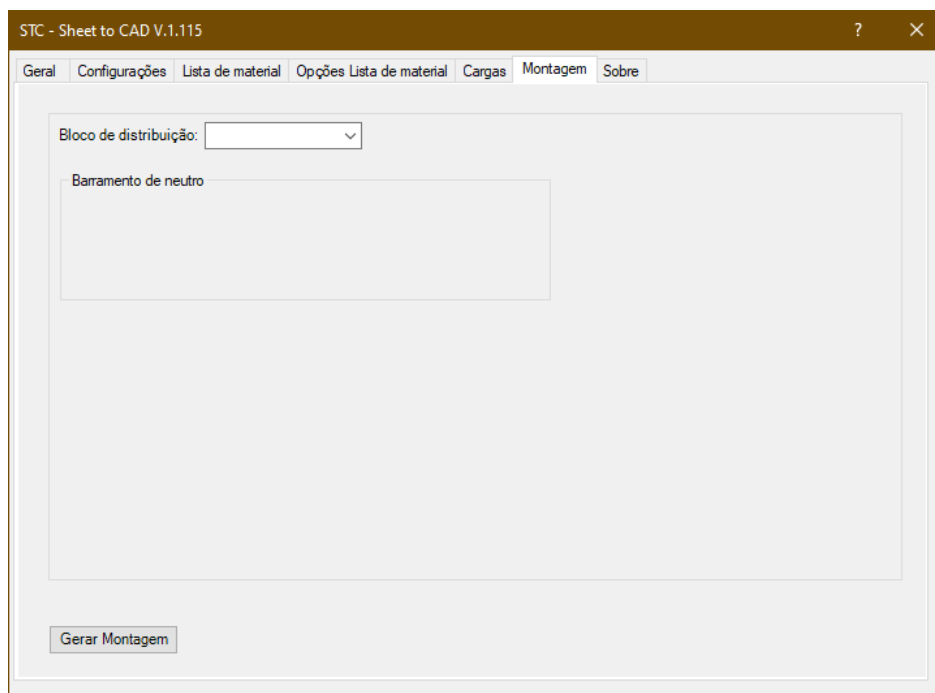 STC - Sheet to CAD V.1.115 ?
Geral Configurações Lista de material Opções Lista de material Cargas Montagem Sobre
Bloco de distribuição:
Barramento de neutro
Gerar Montagem